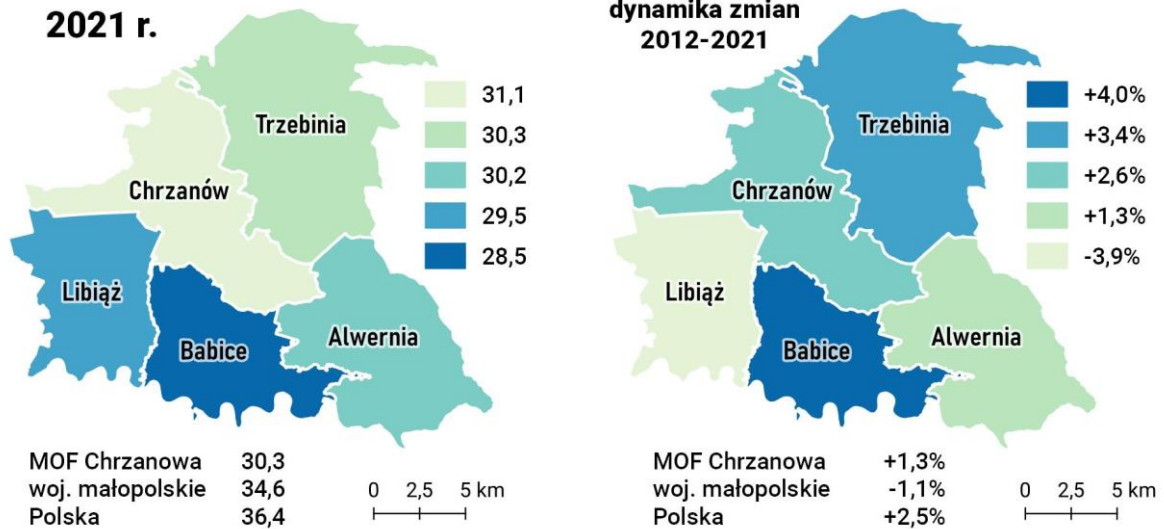 2021 r.
Trzebinia
Chrzanów
Libiąż
Babice
Alwernia
31,1
30,3
30,2
29,5
28,5
MOF Chrzanowa 30,3
woj. małopolskie 34,6
Polska 36,4
0 2,5 5 km
dynamika zmian
2012-2021
Trzebinia
Chrzanów
Libiąż
Babice
Alwernia
+4,0%
+3,4%
+2,6%
+1,3%
-3,9%
MOF Chrzanowa +1,3%
woj. małopolskie -1,1%
Polska +2,5%
0 2,5 5 km